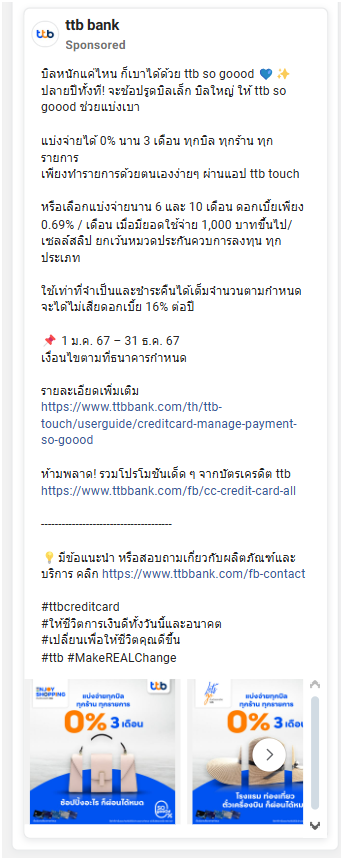 ttb bank
ttb
Sponsored
บิลหนักแค่ไหน ก็เบาได้ด้วย ttb so goood 💙 ✨
ปลายปีทั้งที! จะช้อปรูดบิลเล็ก บิลใหญ่ ให้ ttb so
goood ช่วยแบ่งเบา
แบ่งจ่ายได้ 0% นาน 3 เดือน ทุกบิล ทุกร้าน ทุก
รายการ
เพียงทำรายการด้วยตนเองง่ายๆ ผ่านแอป ttb touch
หรือเลือกแบ่งจ่ายนาน 6 และ 10 เดือน ดอกเบี้ยเพียง
0.69% / เดือน เมื่อมียอดใช้จ่าย 1,000 บาทขึ้นไป/
เซลล์สลิป ยกเว้นหมวดประกันควบการลงทุน ทุก
ประเภท
ใช้เท่าที่จำเป็นและชำระคืนได้เต็มจำนวนตามกำหนด
จะได้ไม่เสียดอกเบี้ย 16% ต่อปี
📌 1 ม.ค. 67 – 31 ธ.ค. 67
เงื่อนไขตามที่ธนาคารกำหนด
รายละเอียดเพิ่มเติม
https://www.ttbbank.com/th/ttb-
touch/userguide/creditcard-manage-payment-
so-goood
ห้ามพลาด! รวมโปรโมชันเด็ด ๆ จากบัตรเครดิต ttb
https://www.ttbbank.com/fb/cc-credit-card-all
--------------------------------------
💡มีข้อแนะนำ หรือสอบถามเกี่ยวกับผลิตภัณฑ์และ
บริการ คลิก https://www.ttbbank.com/fb-contact
#ttbcreditcard
#ให้ชีวิตการเงินดีทั้งวันนี้และอนาคต
#เปลี่ยนเพื่อให้ชีวิตคุณดีขึ้น
#ttb #MakeREALChange
ENJOY
SHOPPING
ttb
แบ่งจ่ายทุกบิล
ทุกร้าน ทุกรายการ
0% 3 เดือน
ช้อปปิ้งอะไร ก็ผ่อนได้หมด
แบ่งจ่ายทุกบิล
ทุกร้าน ทุกรายการ
0% 3 เดือน
โรงแรม ท่องเที่ยว
ตั๋วเครื่องบิน ก็ผ่อนได้หม